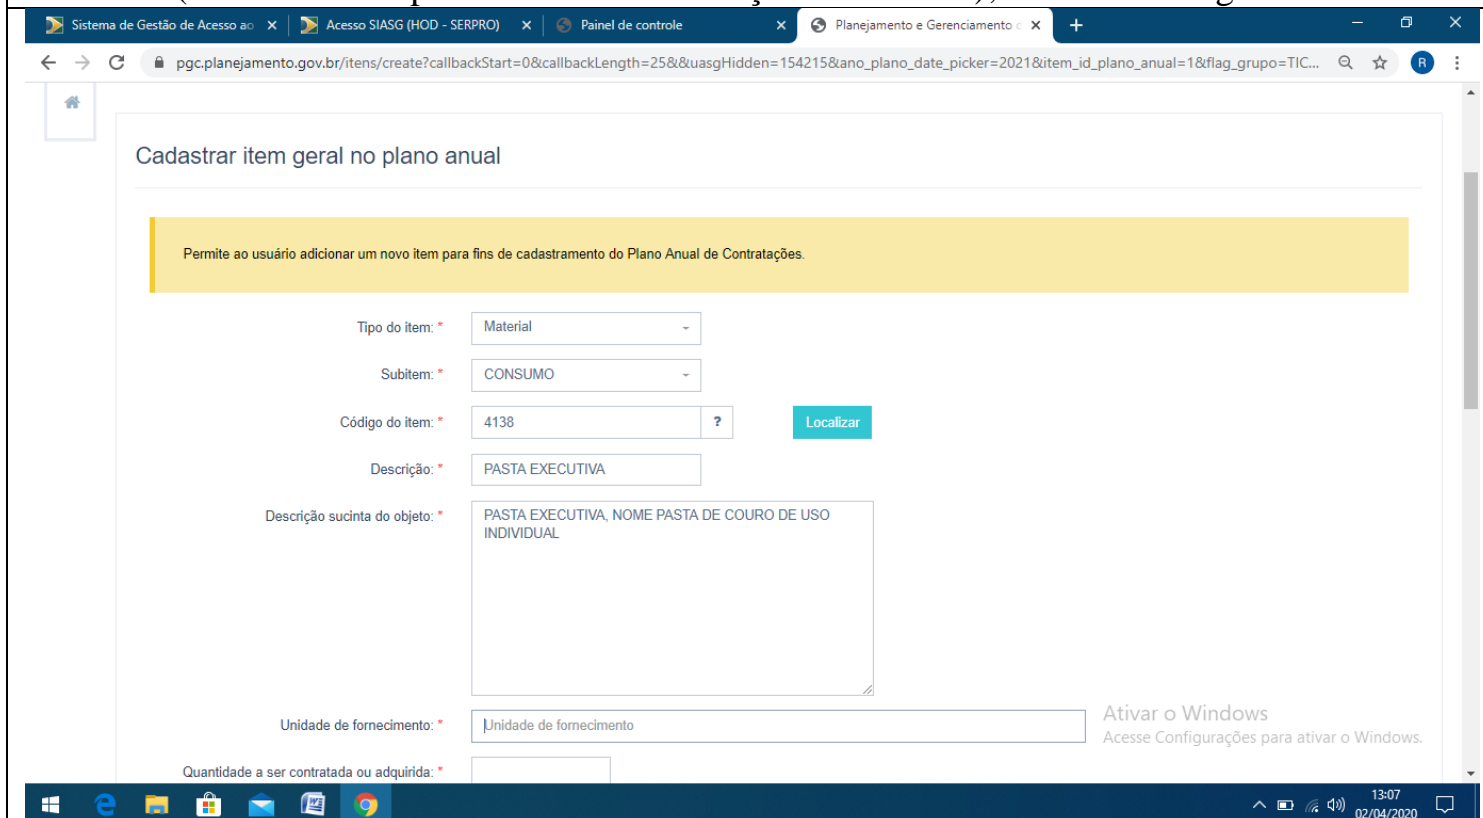 Sistema de Gestão de Acesso ao
Acesso SIASG (HOD - SERPRO)
Painel de controle
Planejamento e Gerenciamento
pgc.planejamento.gov.br/itens/create?callbackStart=0&callbackLength=25&&uasgHidden=154215&ano_plano_date_picker=2021&item_id_plano_anual=1&flag_grupo=TIC...
R
Cadastrar item geral no plano anual
Permite ao usuário adicionar um novo item para fins de cadastramento do Plano Anual de Contratações.
Tipo do item: * Material
Subitem: * CONSUMO
Código do item: * 4138 ? Localizar
Descrição: * PASTA EXECUTIVA
Descrição sucinta do objeto: * PASTA EXECUTIVA, NOME PASTA DE COURO DE USO
INDIVIDUAL
Unidade de fornecimento: * Unidade de fornecimento
Ativar o Windows
Acesse Configurações para ativar o Windows.
Quantidade a ser contratada ou adquirida: *
13:07
02/04/2020